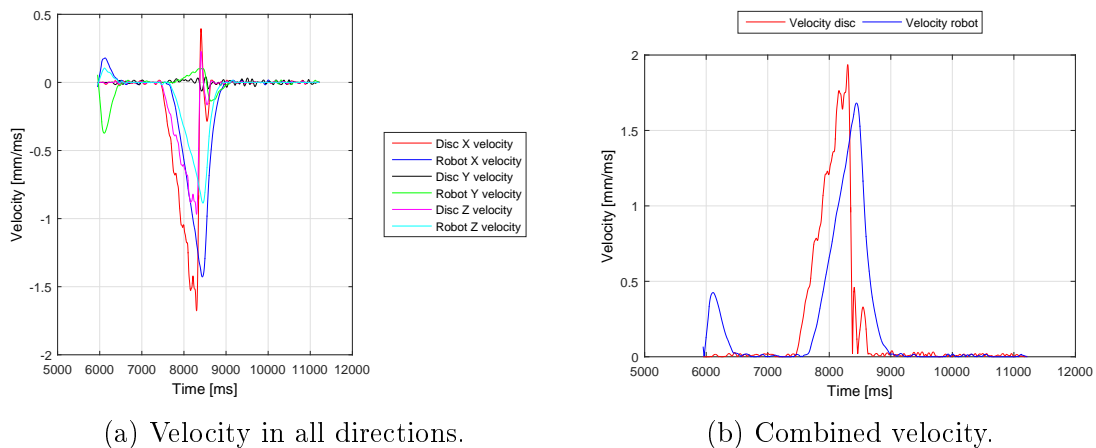 0.5
0
-0.5
-1
-1.5
-2
Velocity [mm/ms]
5000 6000 7000 8000 9000 10000 11000 12000
Time [ms]
Disc X velocity
Robot X velocity
Disc Y velocity
Robot Y velocity
Disc Z velocity
Robot Z velocity
(a) Velocity in all directions.
Velocity disc Velocity robot
2
1.5
1
0.5
0
Velocity [mm/ms]
5000 6000 7000 8000 9000 10000 11000 12000
Time [ms]
(b) Combined velocity.